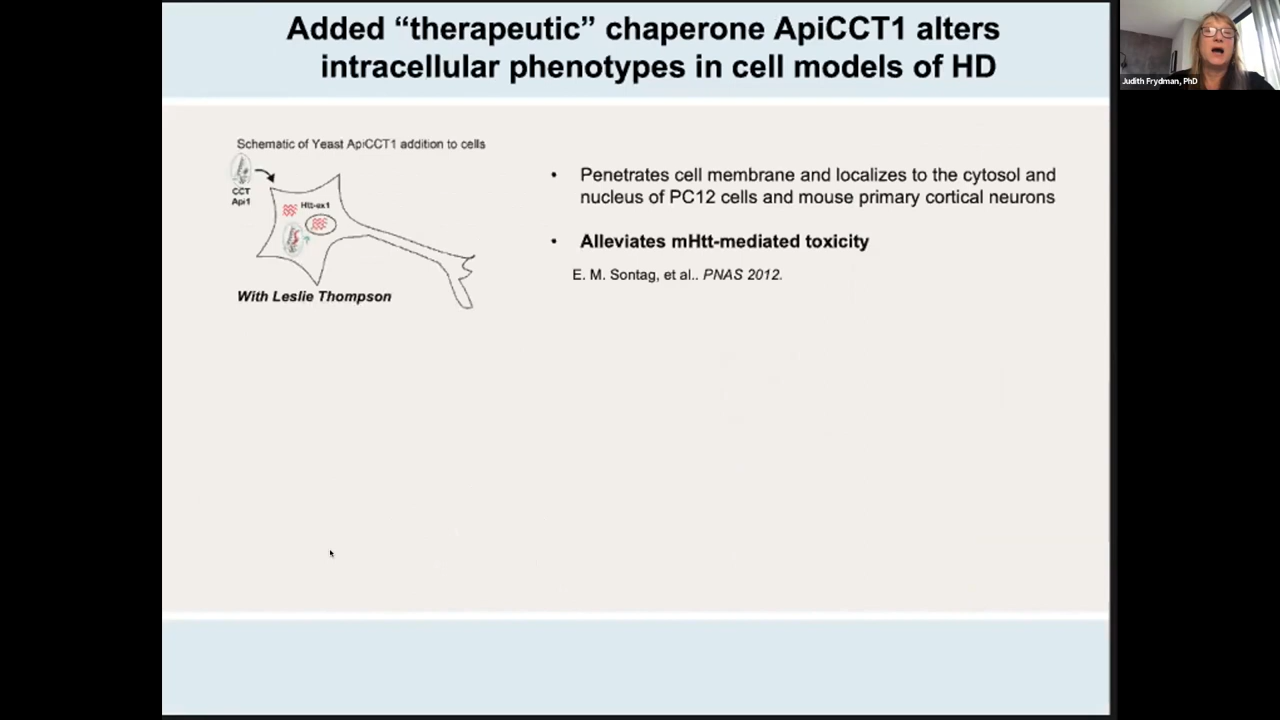 Added “therapeutic” chaperone ApiCCT1 alters
intracellular phenotypes in cell models of HD
Judith Frydman, PhD
Schematic of Yeast ApiCCT1 addition to cells
CCT
Api1
Htt-ex1
With Leslie Thompson
• Penetrates cell membrane and localizes to the cytosol and
nucleus of PC12 cells and mouse primary cortical neurons
• Alleviates mHtt-mediated toxicity
E. M. Sontag, et al.. PNAS 2012.